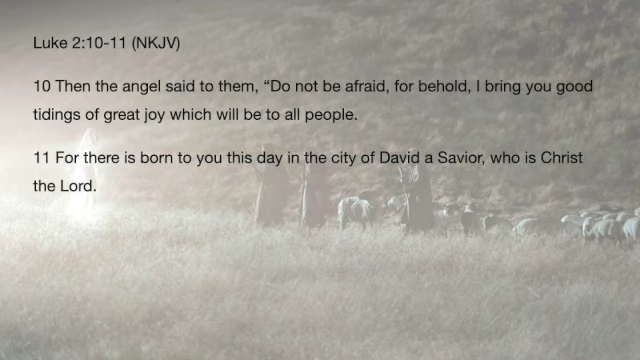 Luke 2:10-11 (NKJV)
10 Then the angel said to them, “Do not be afraid, for behold, I bring you good
tidings of great joy which will be to all people.
11 For there is born to you this day in the city of David a Savior, who is Christ
the Lord.